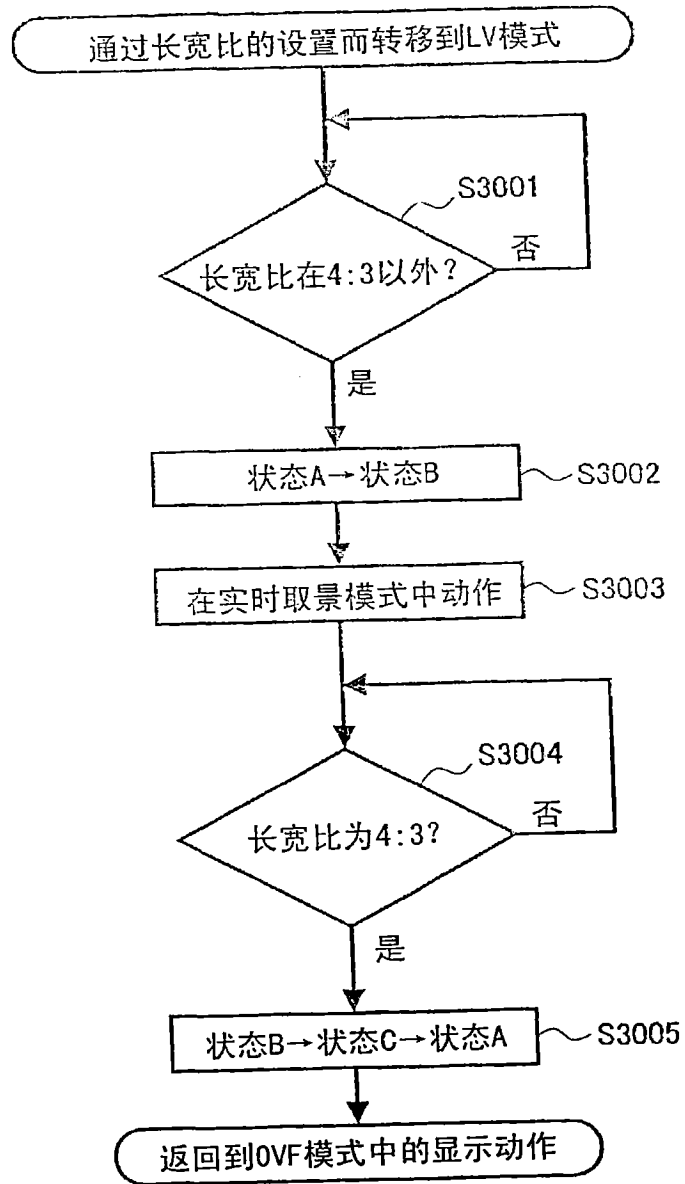 通过长宽比的设置而转移到LV模式
S3001
否
长宽比在4:3以外?
是
状态A→状态B
S3002
在实时取景模式中动作
S3003
S3004
否
长宽比为4:3?
是
状态B→状态C→状态A
S3005
返回到OVF模式中的显示动作